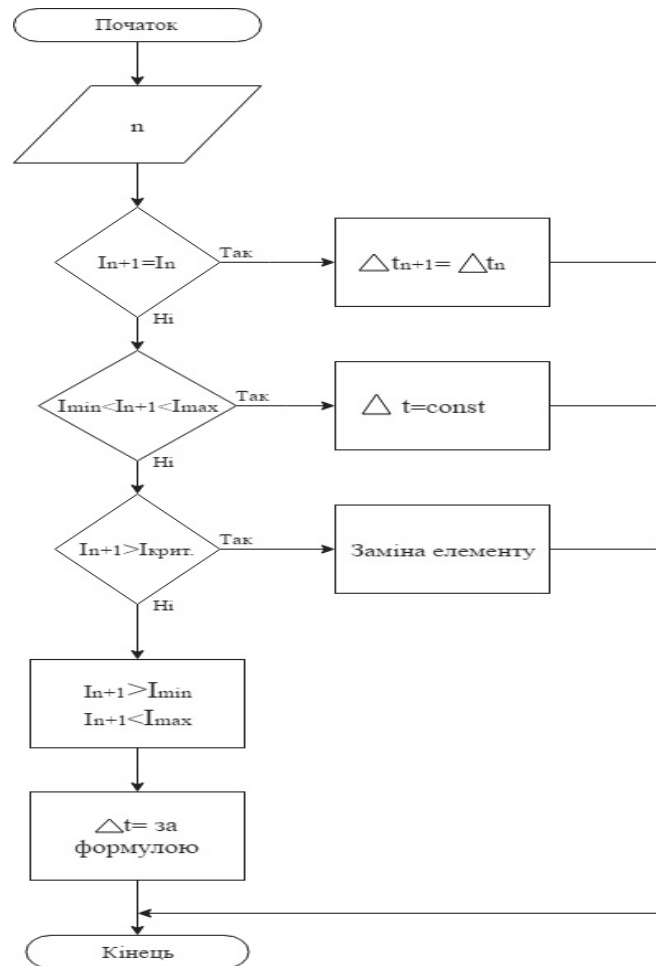 Початок
n
In+1=In
Так
△tn+1= △tn
Ні
Imin<In+1<Imax
Так
△ t=const
Ні
In+1>Iкрит.
Так
Заміна елементу
Ні
In+1>Imin
In+1<Imax
△t= за
формулою
Кінець